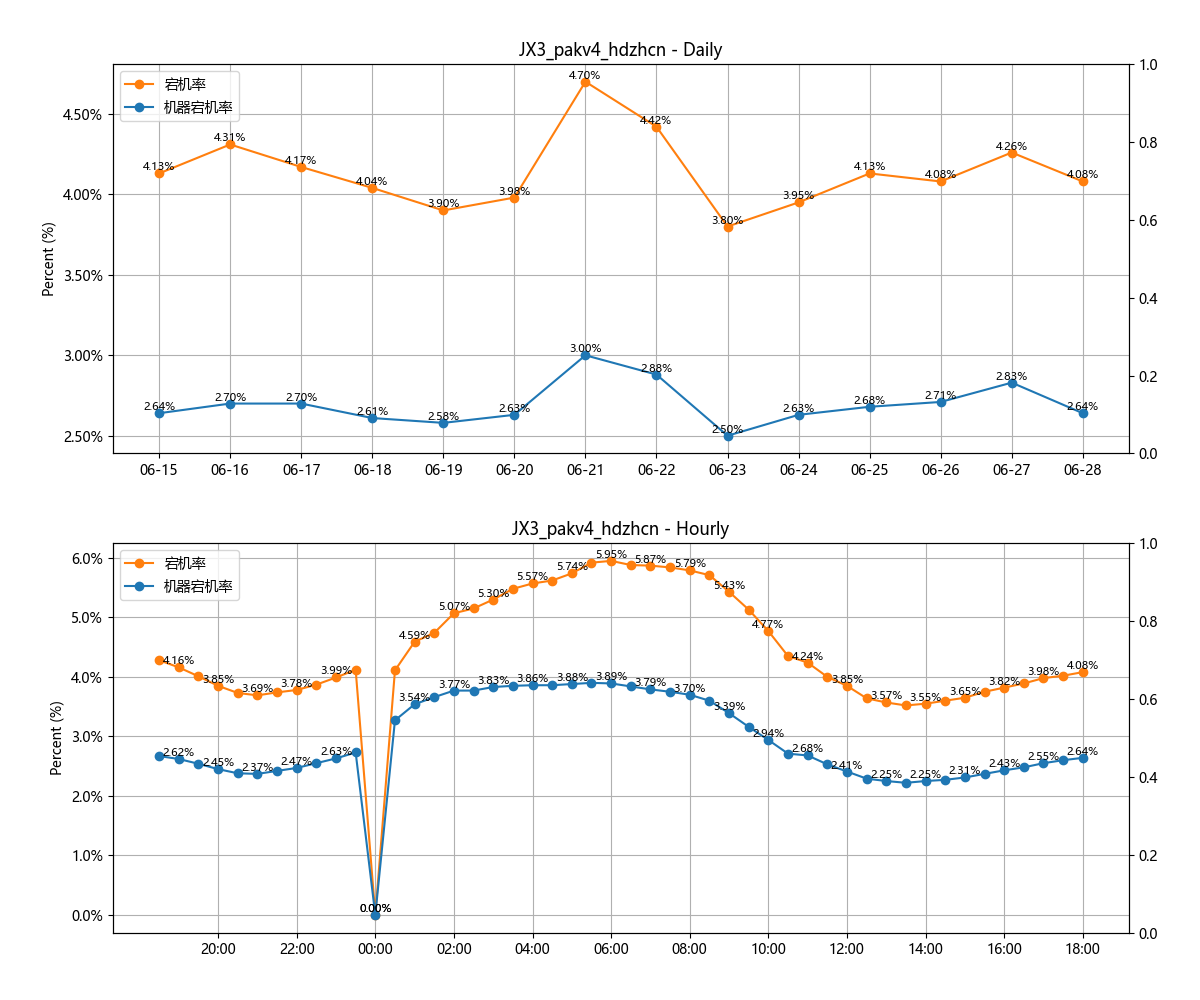 JX3_pakv4_hdzhcn - Daily
宕机率
机器宕机率
Percent (%)
4.50%
4.00%
3.50%
3.00%
2.50%
1.0
0.8
0.6
0.4
0.2
0.0
4.13% 4.31% 4.17% 4.04% 3.90% 3.98% 4.70% 4.42% 3.80% 3.95% 4.13% 4.08% 4.26% 4.08%
2.64% 2.70% 2.70% 2.61% 2.58% 2.63% 3.00% 2.88% 2.50% 2.63% 2.68% 2.71% 2.83% 2.64%
06-15 06-16 06-17 06-18 06-19 06-20 06-21 06-22 06-23 06-24 06-25 06-26 06-27 06-28
JX3_pakv4_hdzhcn - Hourly
宕机率
机器宕机率
Percent (%)
6.0%
5.0%
4.0%
3.0%
2.0%
1.0%
0.0%
1.0
0.8
0.6
0.4
0.2
0.0
4.16% 3.85% 3.69% 3.78% 3.99% 0.00% 4.59% 5.07% 5.30% 5.57% 5.74% 5.95% 5.87% 5.79% 5.43% 4.77% 4.24% 3.85% 3.57% 3.55% 3.65% 3.82% 3.98% 4.08%
2.62% 2.45% 2.37% 2.47% 2.63% 0.00% 3.54% 3.77% 3.83% 3.86% 3.88% 3.89% 3.79% 3.70% 3.39% 2.94% 2.68% 2.41% 2.25% 2.25% 2.31% 2.43% 2.55% 2.64%
20:00 22:00 00:00 02:00 04:00 06:00 08:00 10:00 12:00 14:00 16:00 18:00